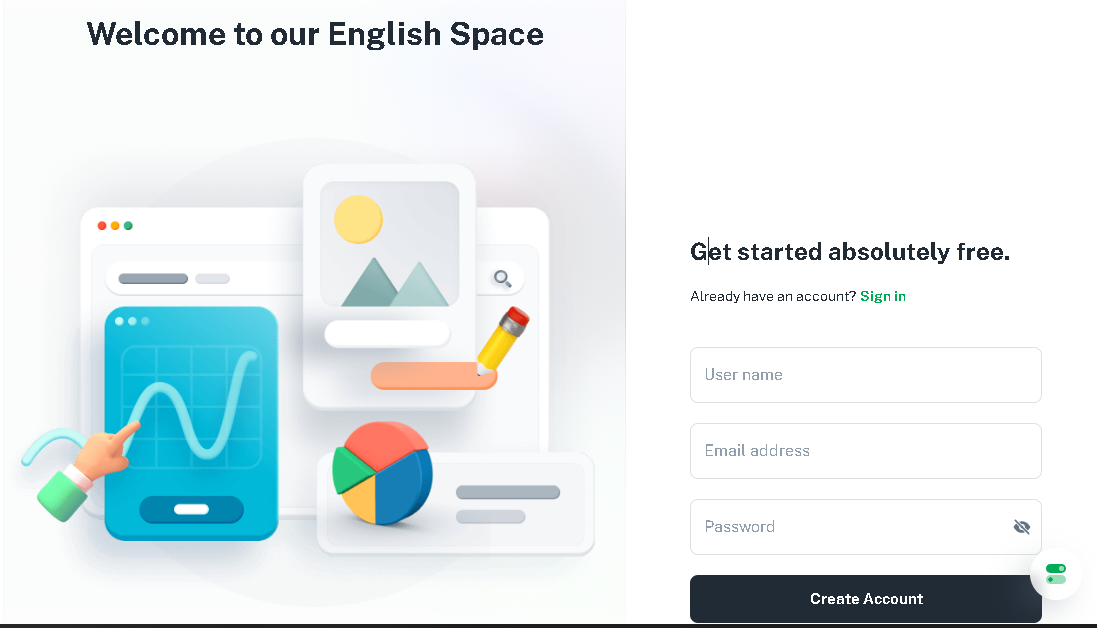 Welcome to our English Space
Get started absolutely free.
Already have an account? Sign in
User name
Email address
Password
Create Account